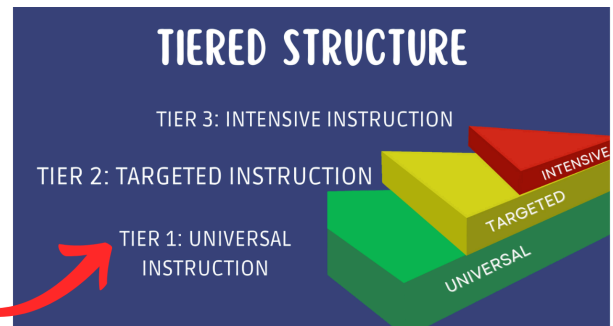 TIERED STRUCTURE
TIER 3: INTENSIVE INSTRUCTION
TIER 2: TARGETED INSTRUCTION
TIER 1: UNIVERSAL
INSTRUCTION
INTENSIVE
TARGETED
UNIVERSAL